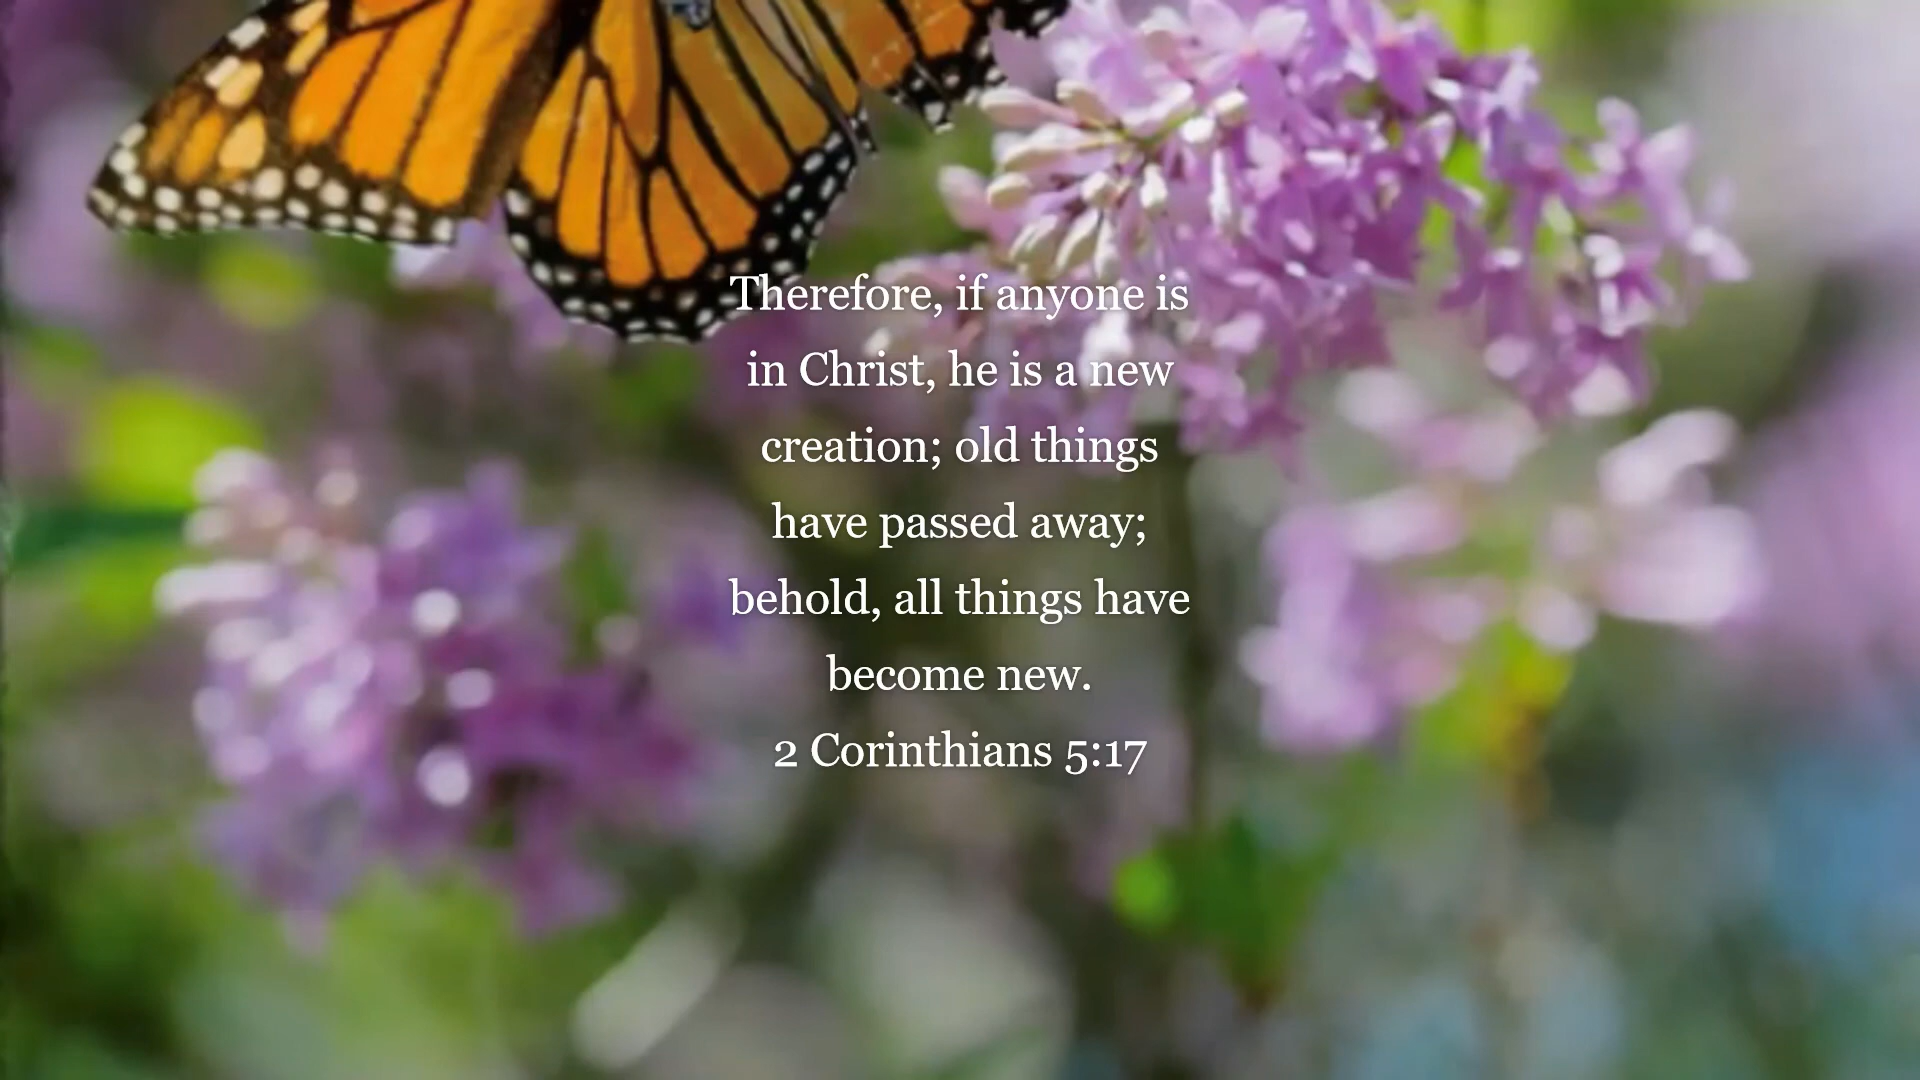 Therefore, if anyone is
in Christ, he is a new
creation; old things
have passed away;
behold, all things have
become new.
2 Corinthians 5:17